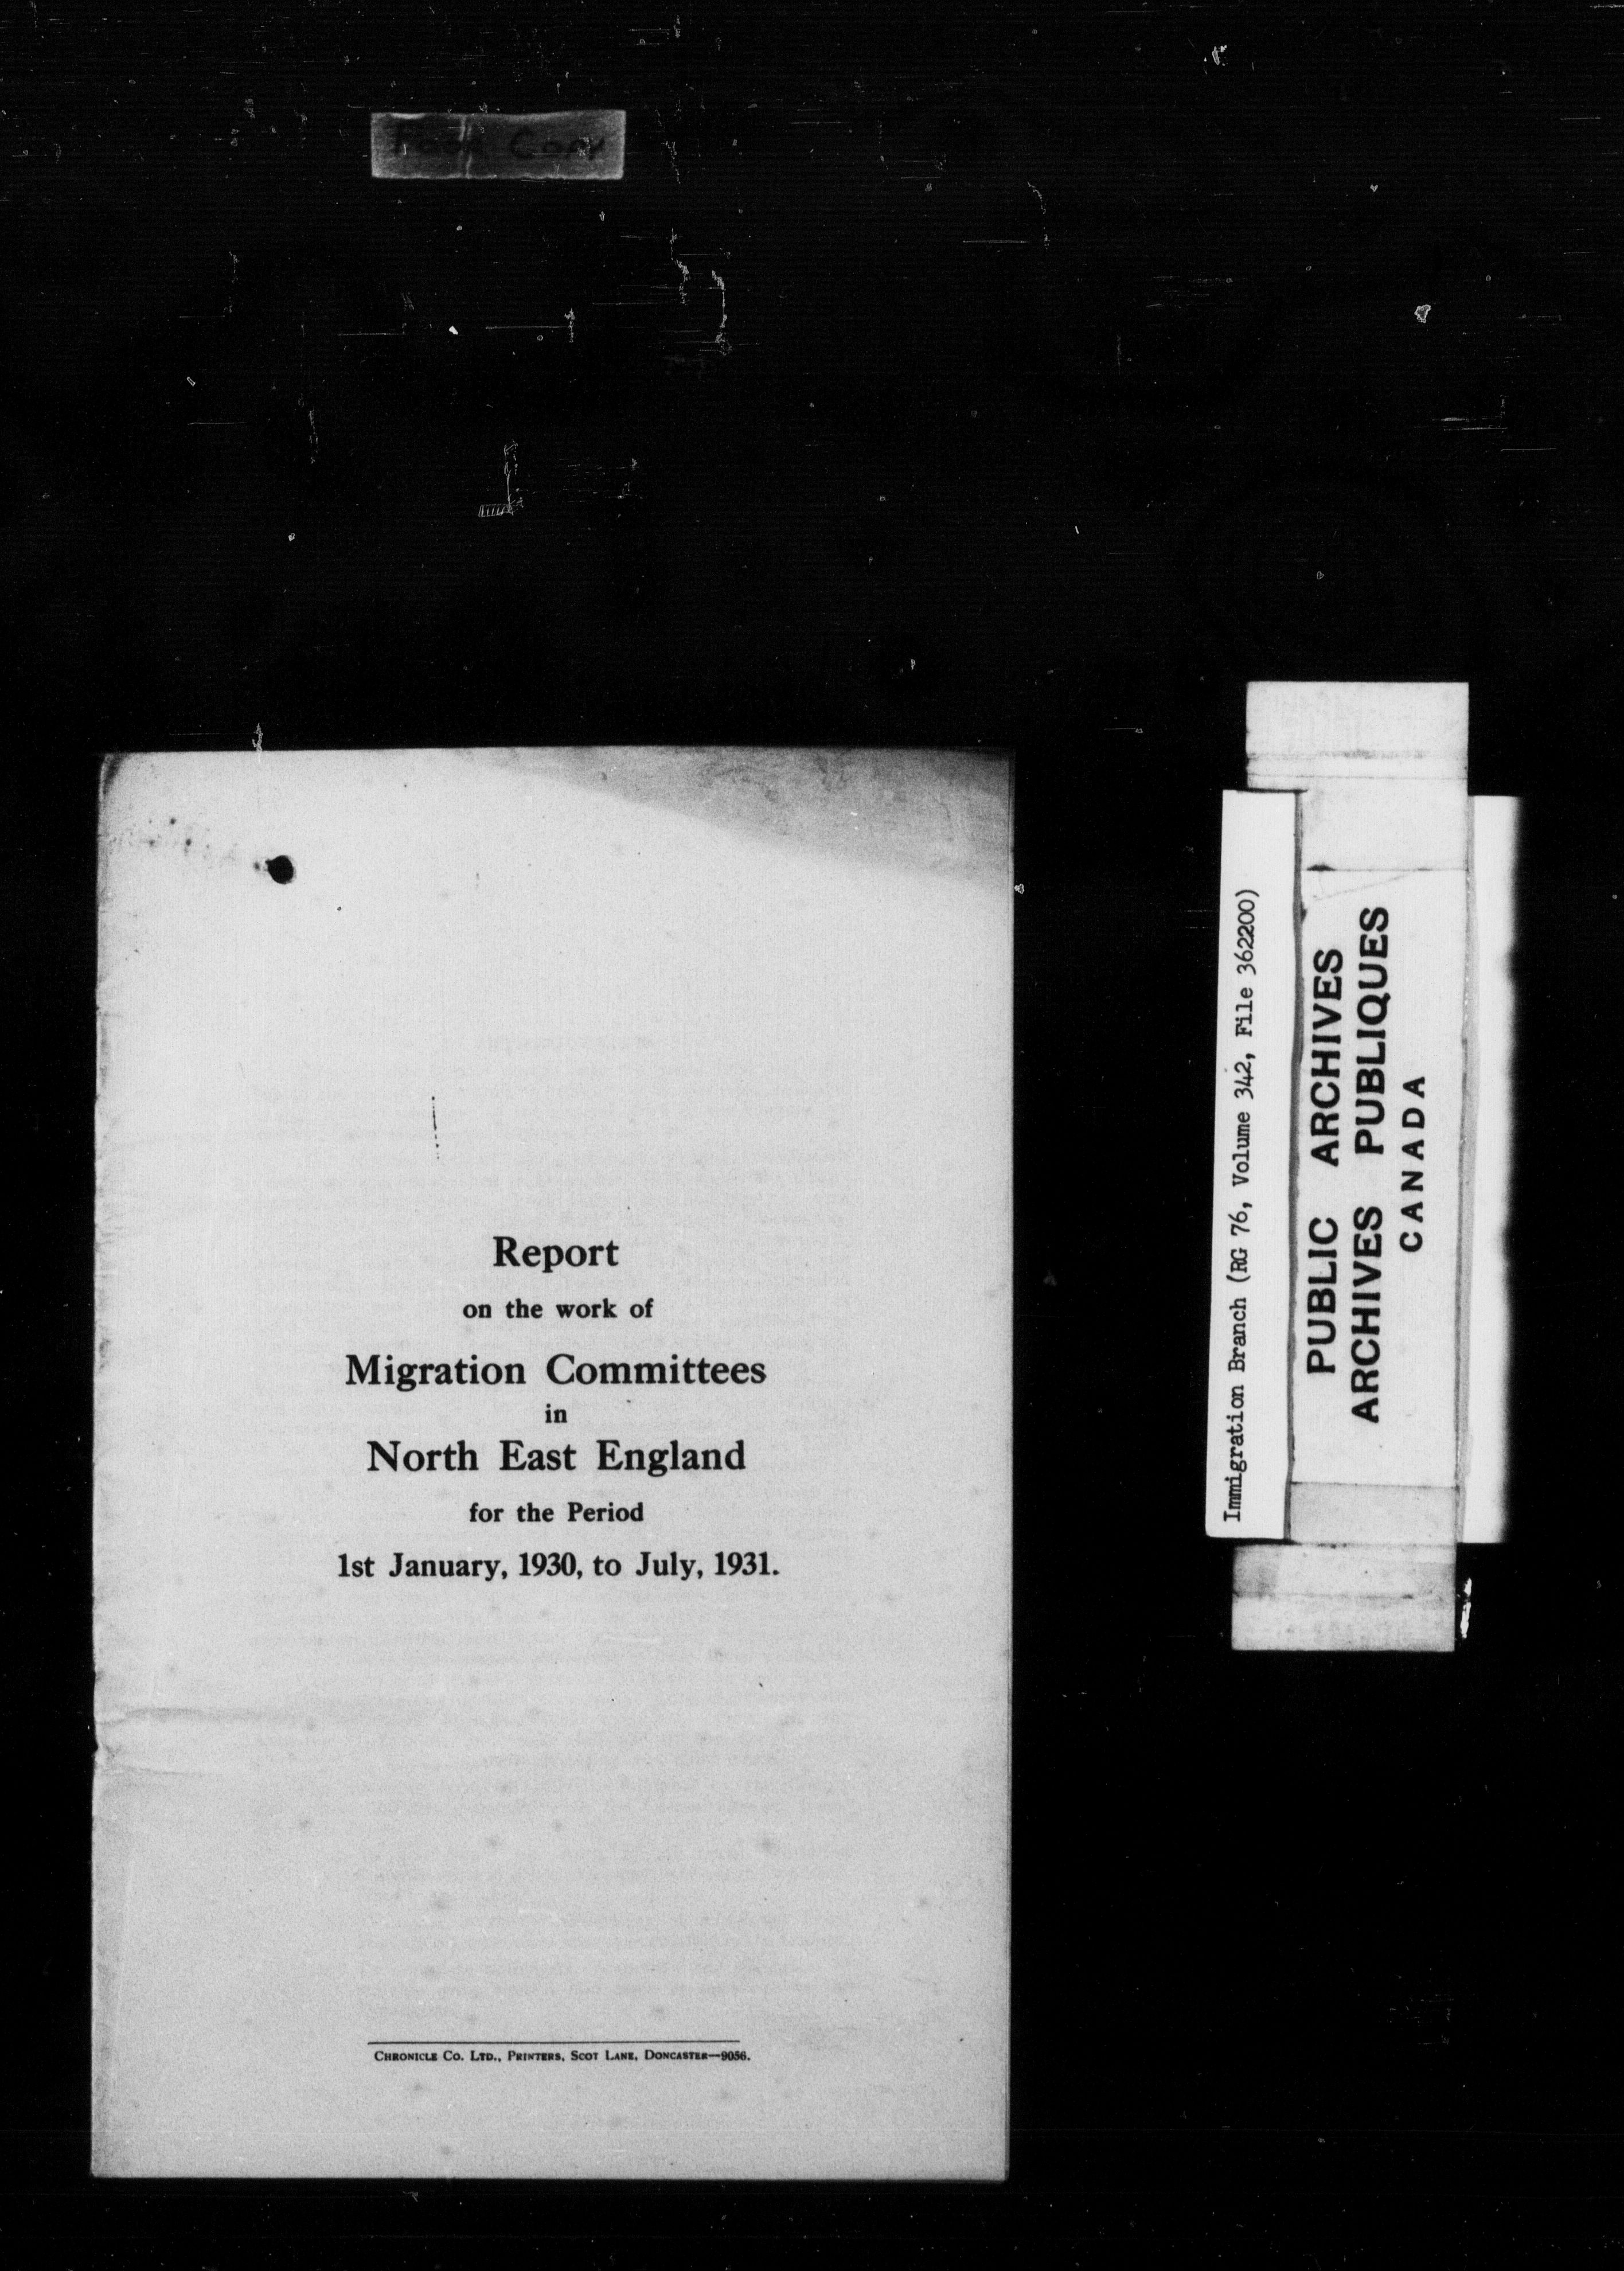 Poor Copy
Report
on the work of
Migration Committees
in
North East England
for the Period
1st January, 1930, to July, 1931.
CHRONICLE CO. LTD., PRINTERS, SCOT LANE, DONCASTER—9056.
Immigration Branch (RG 76, Volume 342, File 362200)
PUBLIC ARCHIVES
ARCHIVES PUBLIQUES
CANADA